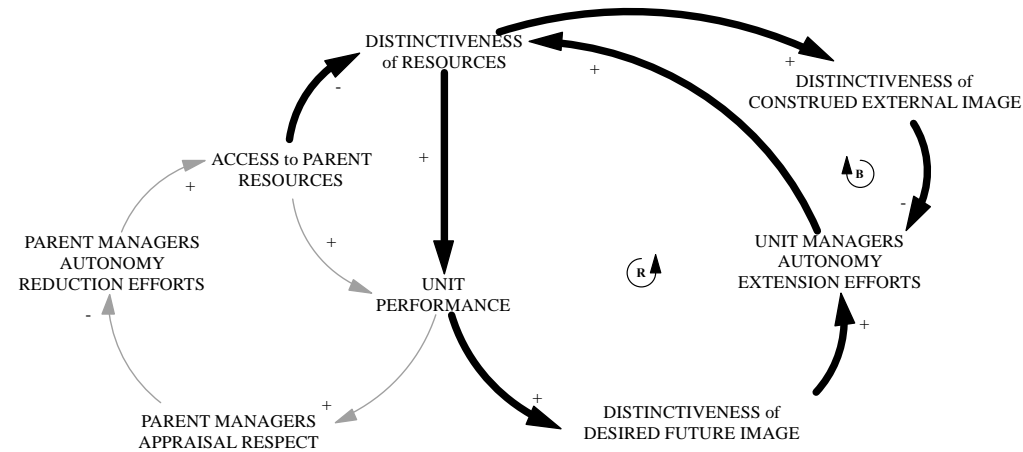 DISTINCTIVENESS
of RESOURCES
+
+
DISTINCTIVENESS of
CONSTRUED EXTERNAL IMAGE
-
ACCESS to PARENT
RESOURCES
+
+
B
-
PARENT MANAGERS
AUTONOMY
REDUCTION EFFORTS
+
R
UNIT MANAGERS
AUTONOMY
EXTENSION EFFORTS
UNIT
PERFORMANCE
-
+
+
+
PARENT MANAGERS
APPRAISAL RESPECT
DISTINCTIVENESS of
DESIRED FUTURE IMAGE